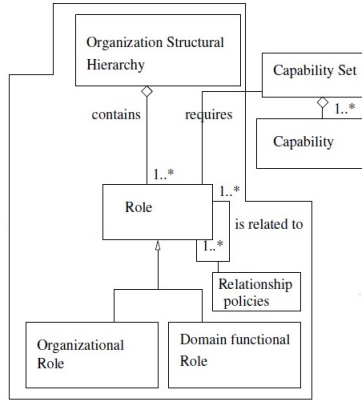 Organization Structural
Hierarchy
Capability Set
contains
requires
1..*
Capability
1..*
1..*
Role
is related to
1..*
Relationship
policies
Organizational
Role
Domain functional
Role